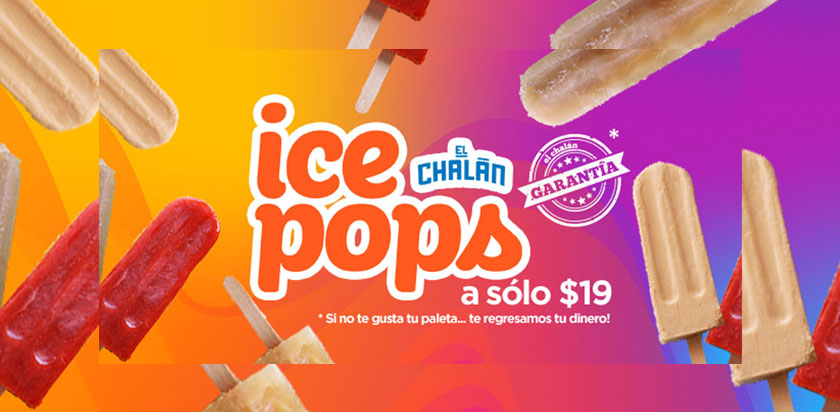 ice
pops
EL
CHALÁN
el chalán
GARANTÍA
*
a sólo $19
* Si no te gusta tu paleta... te regresamos tu dinero!